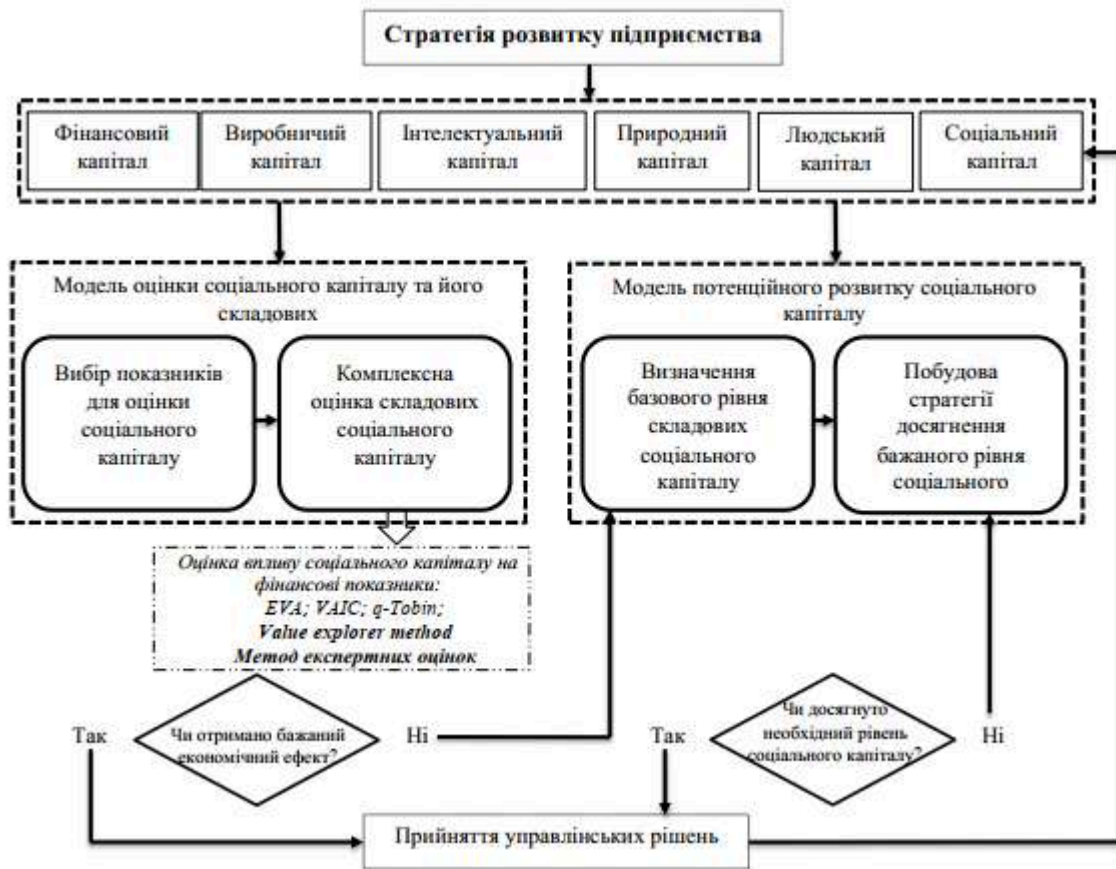 Стратегія розвитку підприємства
Фінансовий
капітал
Виробничий
капітал
Інтелектуальний
капітал
Природний
капітал
Людський
капітал
Соціальний
капітал
Модель оцінки соціального капіталу та його
складових
Вибір показників
для оцінки
соціального
капіталу
Комплексна
оцінка складових
соціального
капіталу
Модель потенційного розвитку соціального
капіталу
Визначення
базового рівня
складових
соціального
капіталу
Побудова
стратегії
досягнення
бажаного рівня
соціального
Оцінка впливу соціального капіталу на
фінансові показники:
EVA; VAIC; q-Tobin;
Value explorer method
Метод експертних оцінок
Так
Чи отримано бажаний
економічний ефект?
Ні
Так
Чи досягнуто
необхідний рівень
соціального капіталу?
Ні
Прийняття управлінських рішень